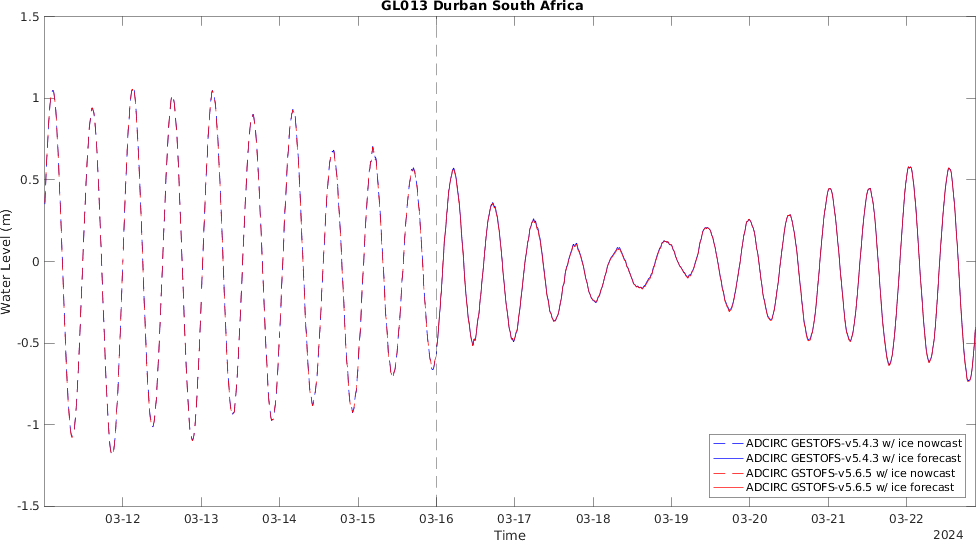 GL013 Durban South Africa
1.5
1
0.5
0
-0.5
-1
-1.5
Water Level (m)
03-12 03-13 03-14 03-15 03-16 03-17 03-18 03-19 03-20 03-21 03-22
Time
2024
ADCIRC GESTOFS-v5.4.3 w/ ice nowcast
ADCIRC GESTOFS-v5.4.3 w/ ice forecast
ADCIRC GSTOFS-v5.6.5 w/ ice nowcast
ADCIRC GSTOFS-v5.6.5 w/ ice forecast